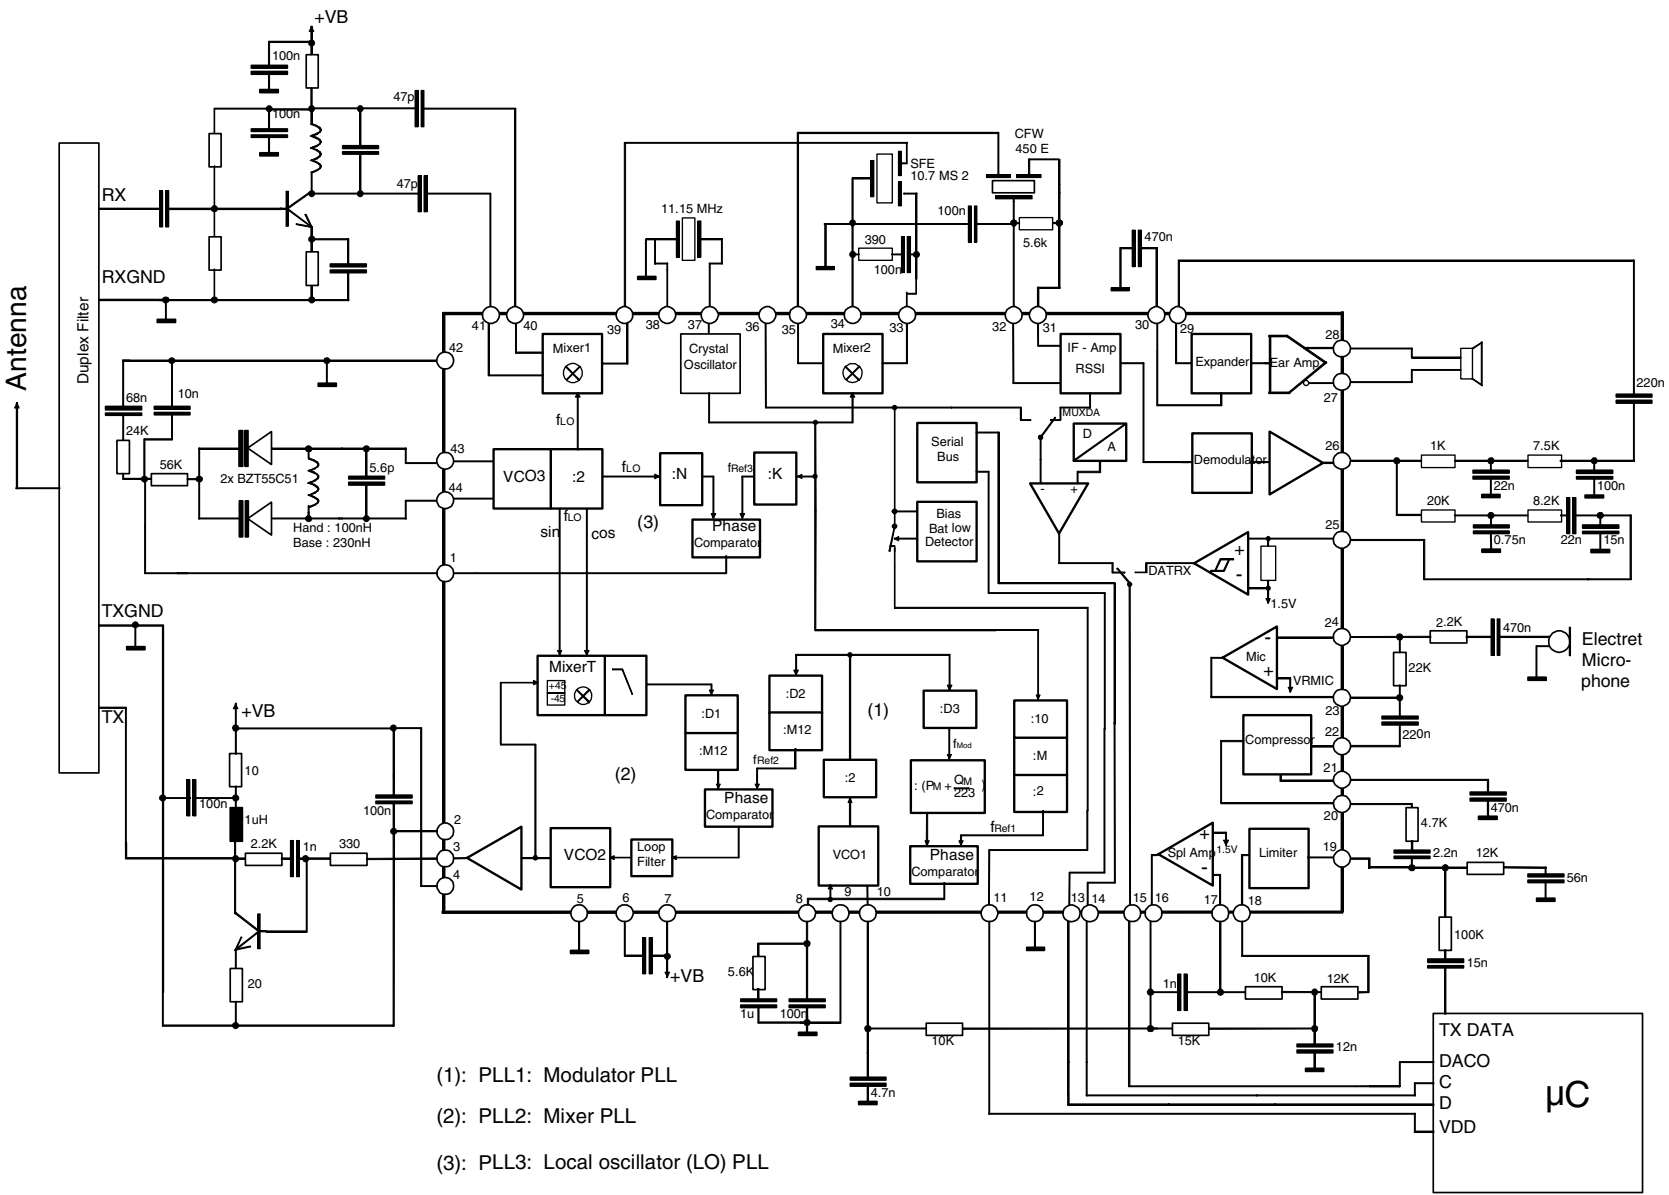 +VB
100n
100n
47p
47p
CFW
450 E
SFE
10.7 MS 2
11.15 MHz
100n
5.6k
390
100n
470n
RX
RXGND
Antenna
Duplex Filter
41
40
39
38
37
36
35
34
33
32
31
30
29
28
27
42
Mixer1
Crystal
Oscillator
Mixer2
IF - Amp
RSSI
Expander
Ear Amp
220n
68n
10n
24K
56K
2x BZT55C51
5.6p
Hand : 100nH
Base : 230nH
43
44
1
fLO
VCO3
:2
fLO
:N
fRef3
:K
fLO
sin
cos
(3)
Phase
Comparator
MUXDA
D
A
Serial
Bus
- +
Bias
Bat low
Detector
Demodulator
26
1K
7.5K
22n
100n
20K
8.2K
0.75n
22n
15n
25
DATRX
+
-
1.5V
TXGND
TX
+VB
10
100n
1uH
100n
2.2K
1n
330
20
2
3
4
MixerT
+45
-45
:D1
:M12
:D2
:M12
(1)
:D3
fMod
:10
:M
:2
(2)
fRef2
:2
: (PM + QM
223 )
Phase
Comparator
fRef1
VCO2
Loop
Filter
VCO1
Phase
Comparator
24
Mic
-
+
VRMIC
2.2K
470n
22K
Electret
Micro-
phone
23
220n
22
Compressor
21
470n
20
4.7K
2.2n
19
12K
56n
Spl Amp
+
-
1.5V
Limiter
5
6
7
8
9
10
11
12
13
14
15
16
17
18
+VB
5.6K
1u
100n
10K
4.7n
1n
10K
12K
15K
12n
100K
15n
TX DATA
DACO
C
D
VDD
µC
(1): PLL1: Modulator PLL
(2): PLL2: Mixer PLL
(3): PLL3: Local oscillator (LO) PLL